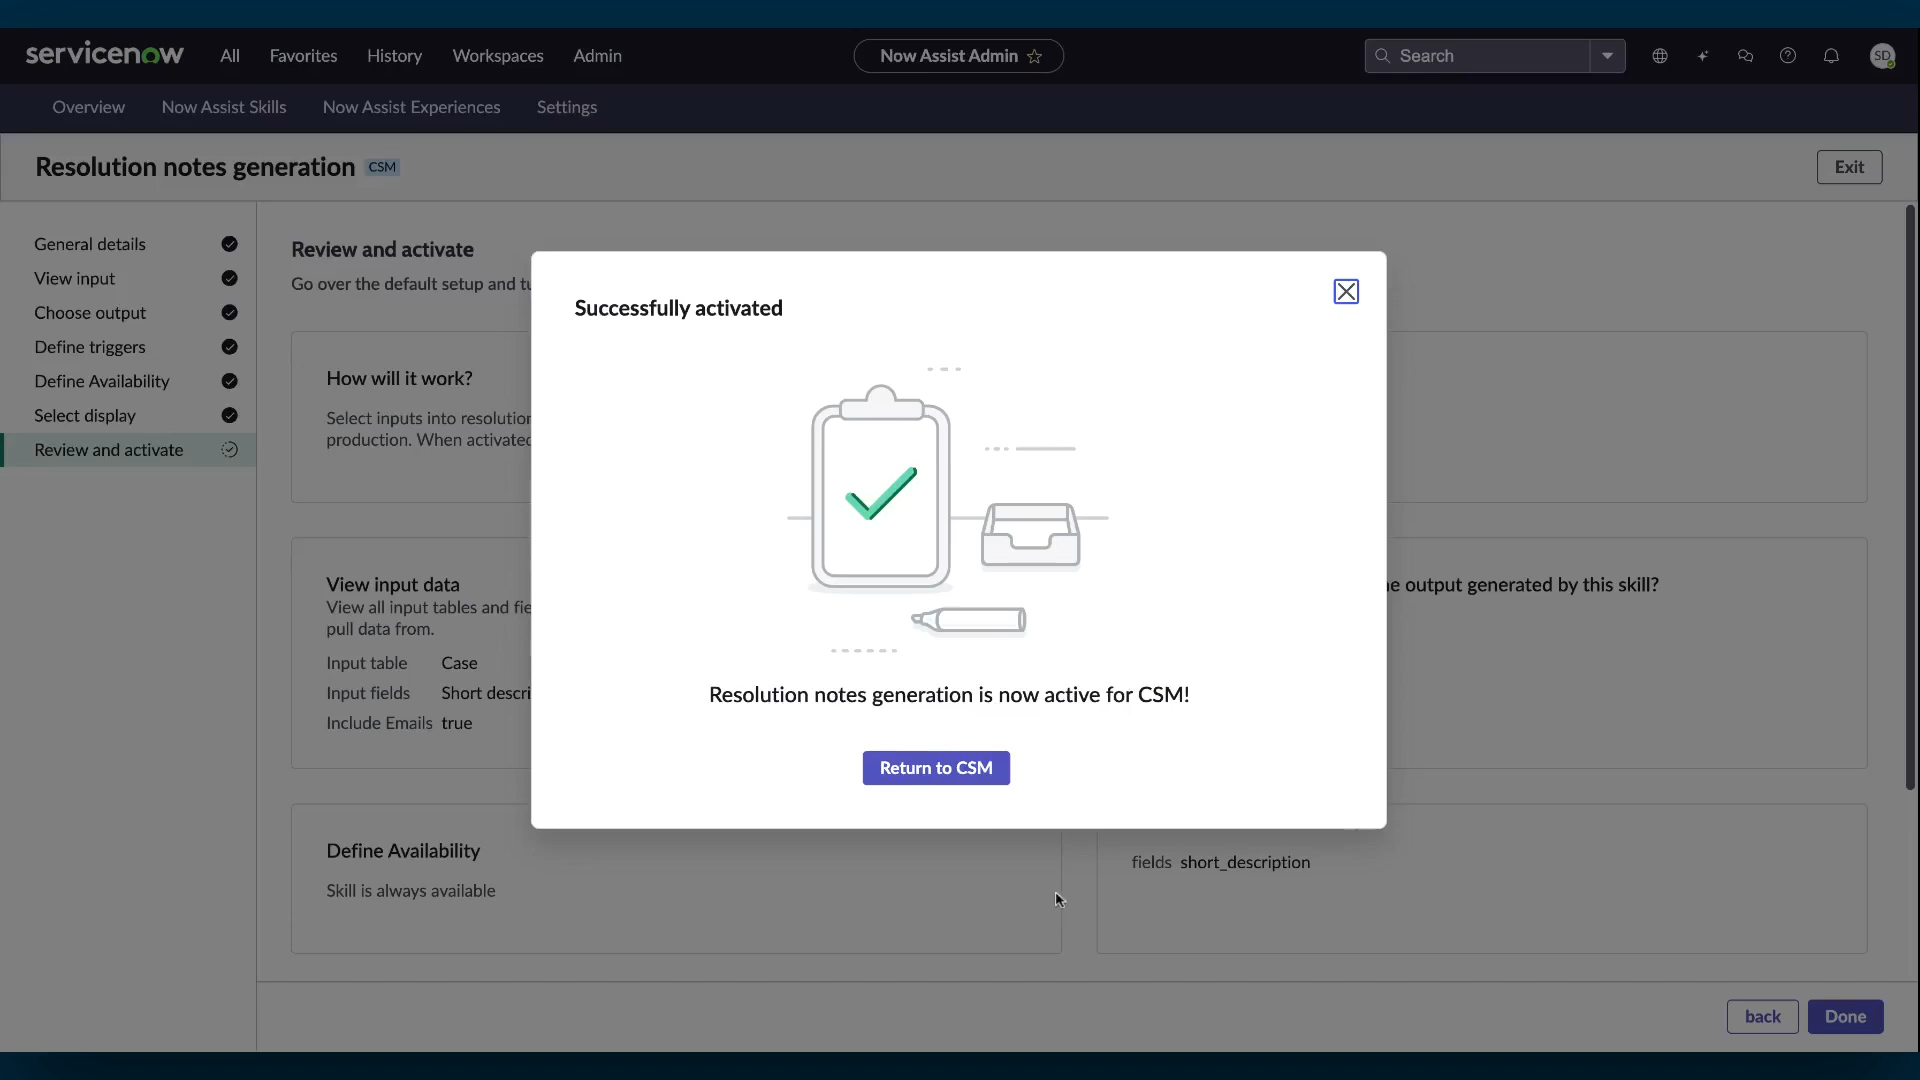 servicenow All Favorites History Workspaces Admin Now Assist Admin Search SD
Overview Now Assist Skills Now Assist Experiences Settings
Resolution notes generation CSM Exit
General details
View input
Choose output
Define triggers
Define Availability
Select display
Review and activate
Review and activate
Go over the default setup and tu
How will it work?
Select inputs into resolution
production. When activated
View input data
View all input tables and fie
pull data from.
Input table Case
Input fields Short descri
Include Emails true
e output generated by this skill?
Define Availability
Skill is always available
fields short_description
Successfully activated
Resolution notes generation is now active for CSM!
Return to CSM
back Done